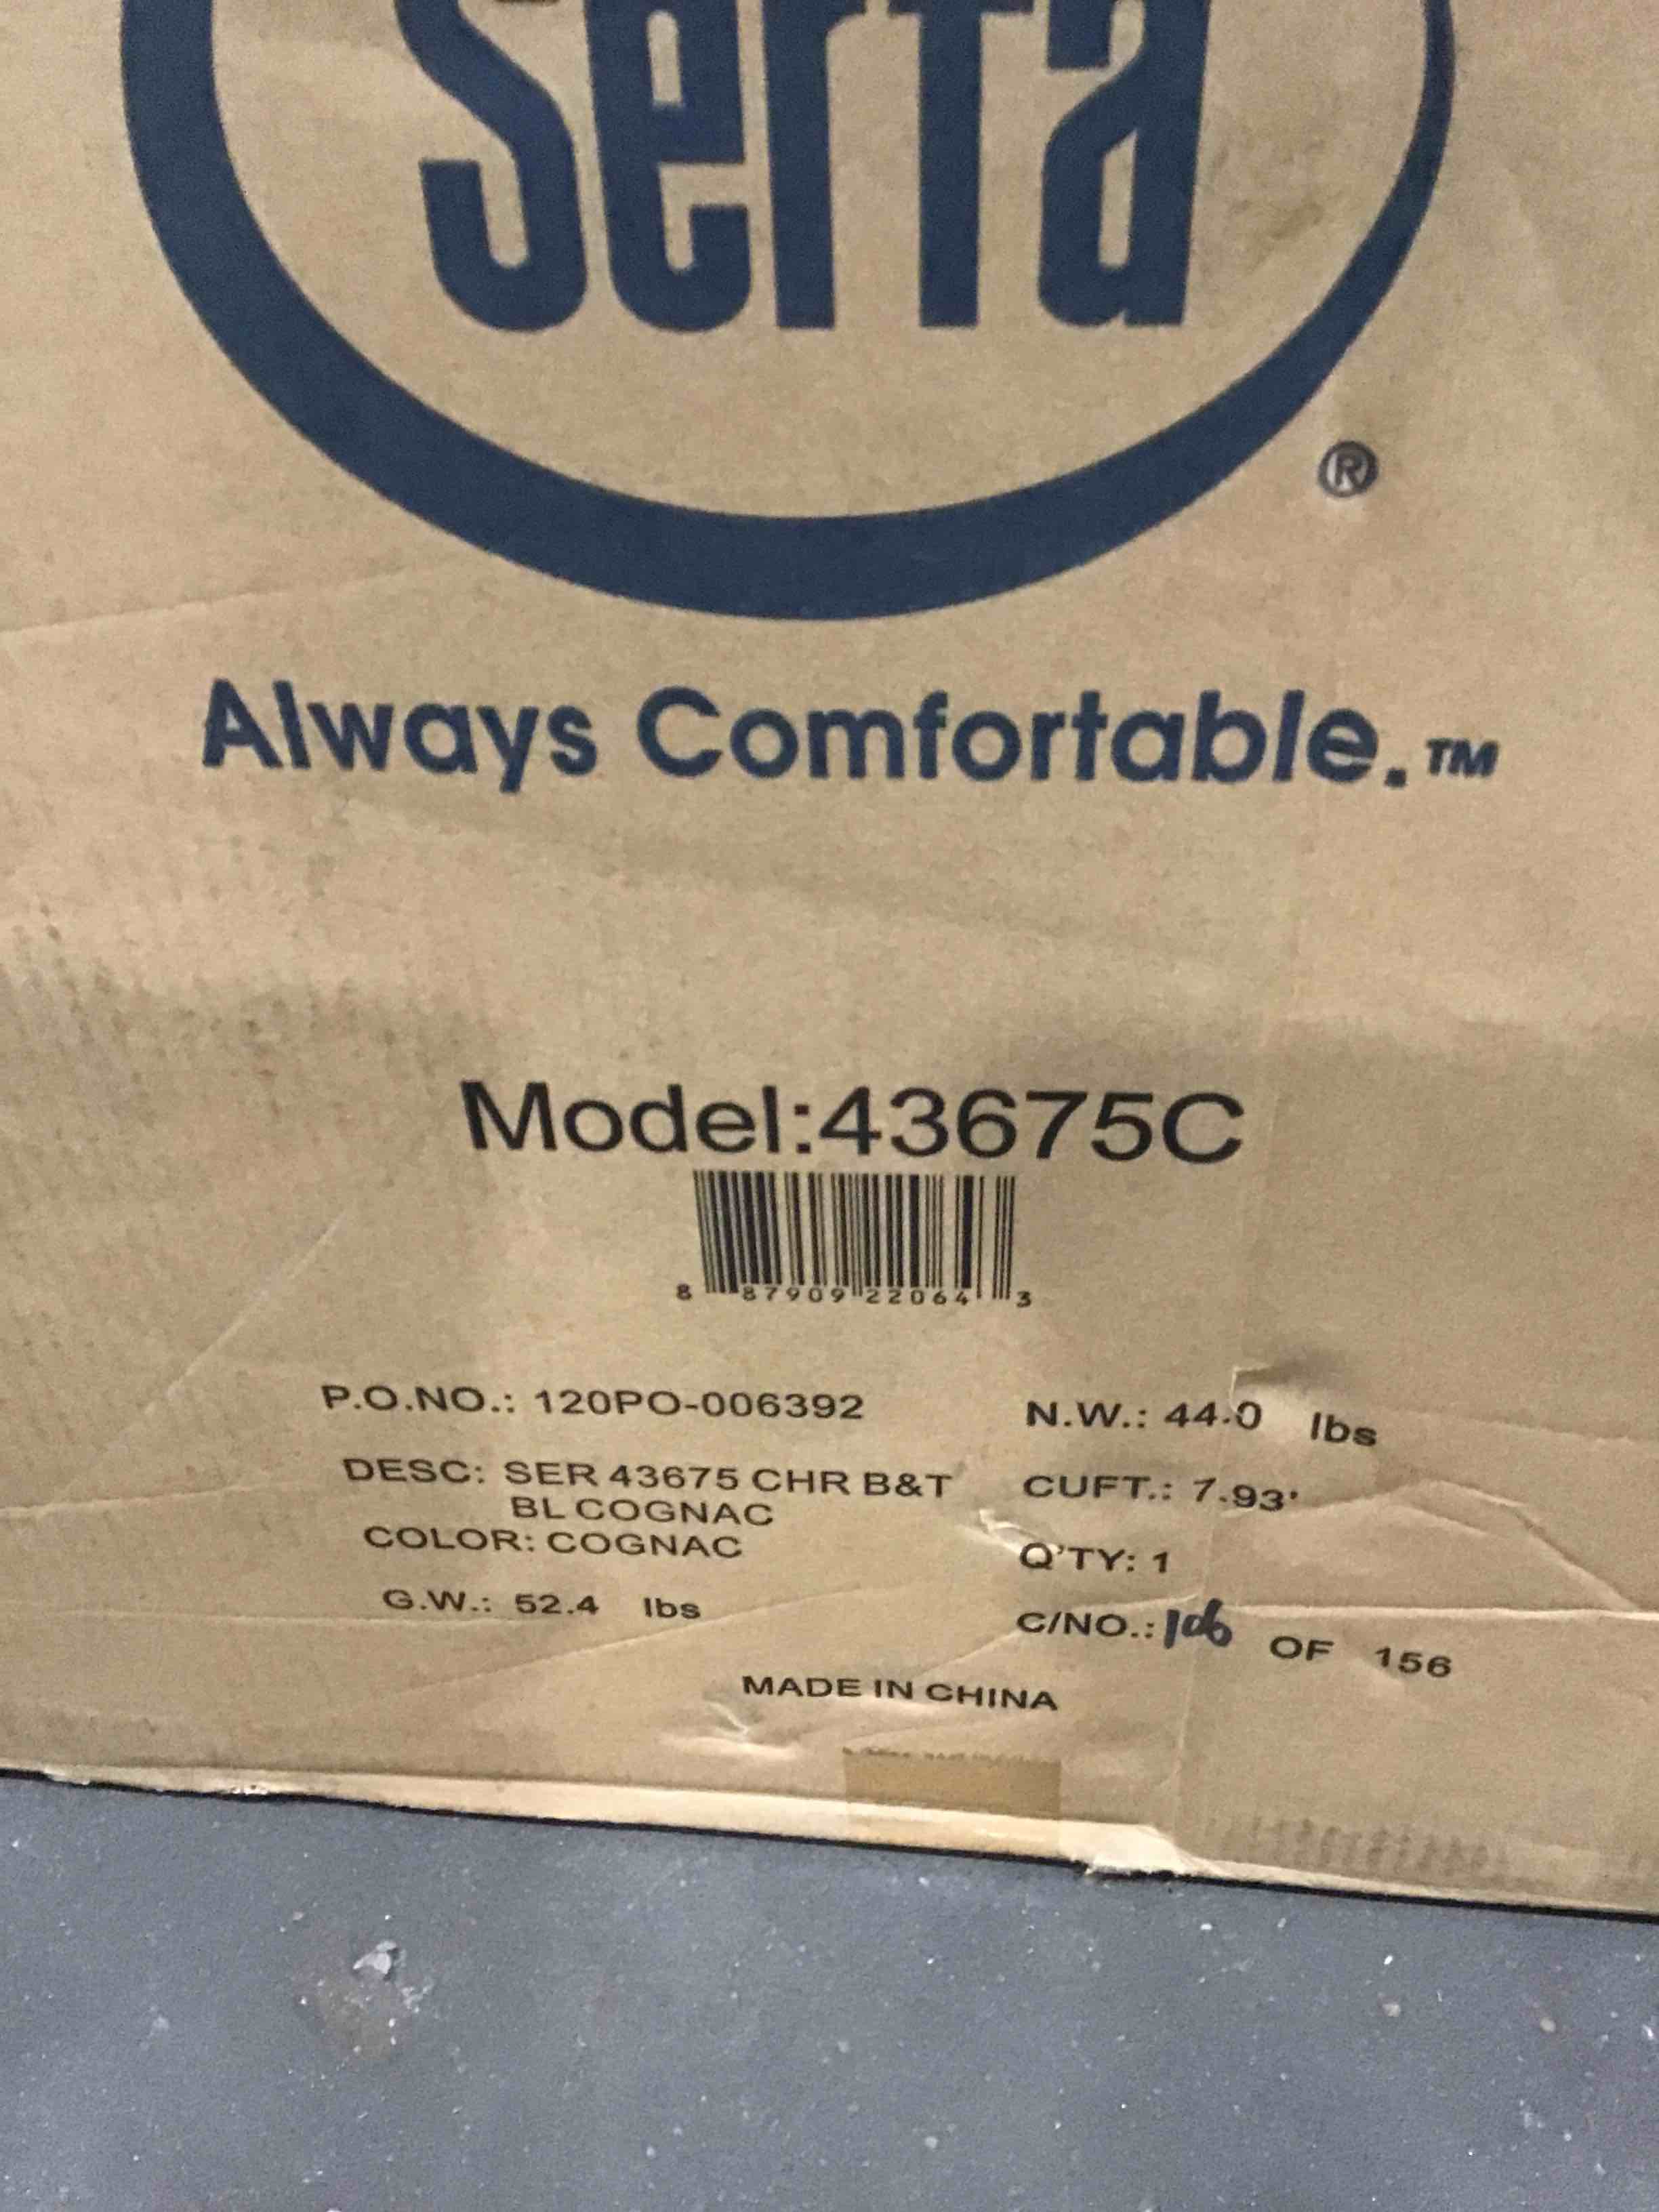 Serta
®
Always Comfortable.™
Model:43675C
8 87909 22064 3
P.O.NO.: 120PO-006392
N.W.: 44.0 lbs
DESC: SER 43675 CHR B&T
BL COGNAC
CUFT.: 7.93'
COLOR: COGNAC
Q'TY: 1
G.W.: 52.4 lbs
C/NO.: 106 OF 156
MADE IN CHINA